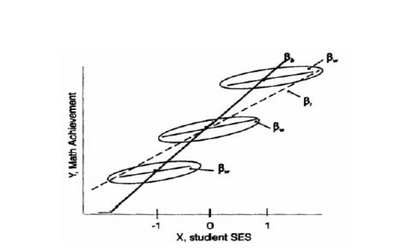 βb
βw
βt
βw
βw
Y, Math Achievement
-1 0 1
X, student SES